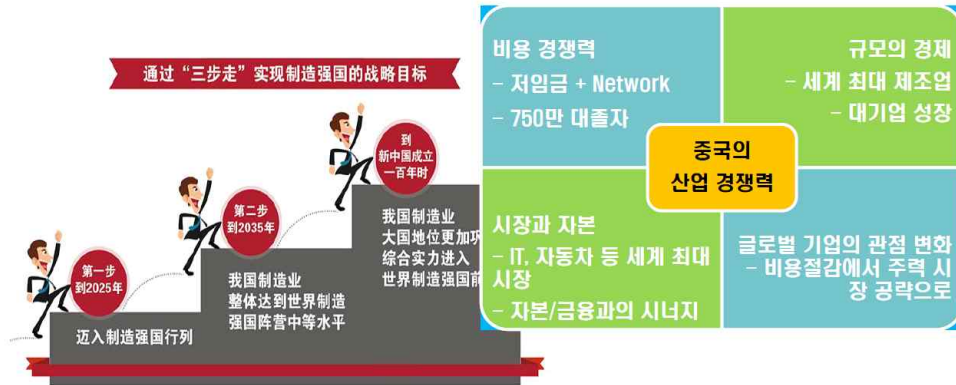 通过“三步走”实现制造强国的战略目标
第一步
到2025年
迈入制造强国行列
第二步
到2035年
我国制造业
整体达到世界制造
强国阵营中等水平
到
新中国成立
一百年时
我国制造业
大国地位更加
综合实力进入
世界制造强国前
비용 경쟁력
- 저임금 + Network
- 750만 대졸자
규모의 경제
- 세계 최대 제조업
- 대기업 성장
중국의
산업 경쟁력
시장과 자본
- IT, 자동차 등 세계 최대
시장
- 자본/금융과의 시너지
글로벌 기업의 관점 변화
- 비용절감에서 주력 시
장 공략으로